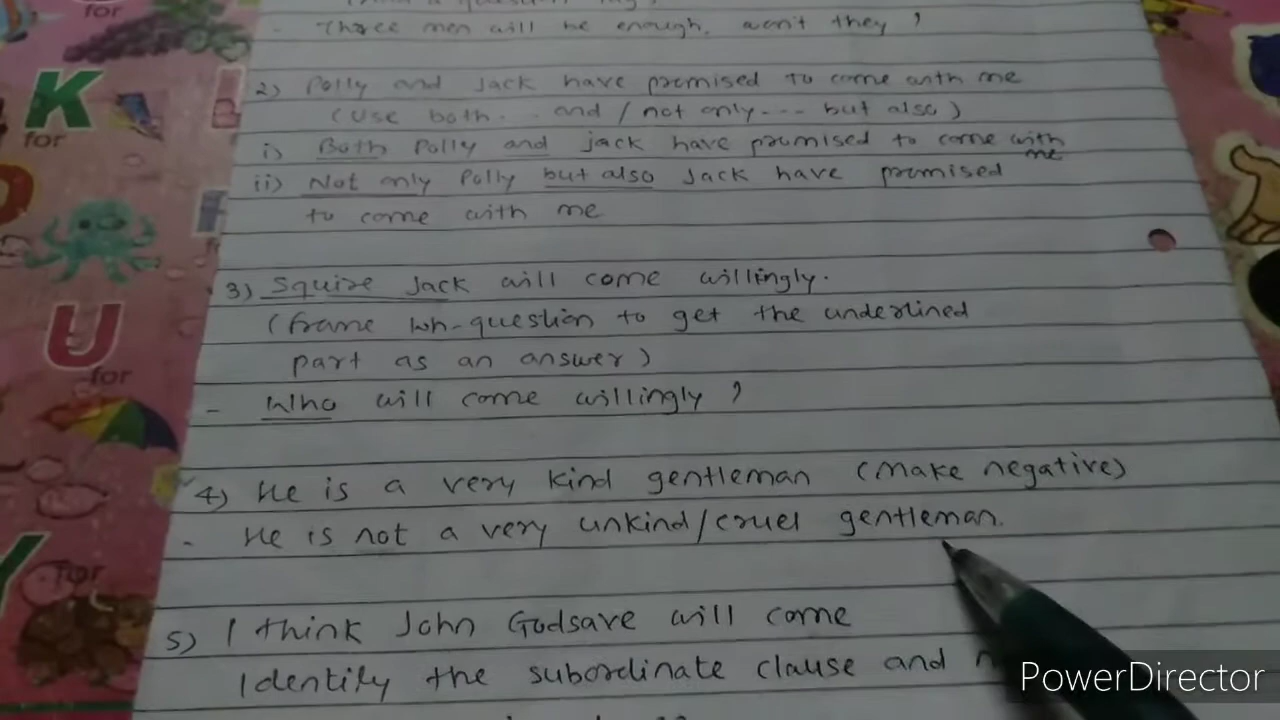 for
Three men will be enough, won't they ?
K
for
2) Polly and Jack have promised to come with me
(Use both .. and / not only --- but also)
i) Both Polly and jack have promised to come with me
ii) Not only Polly but also Jack have promised
to come with me
3) Squire Jack will come willingly.
(frame wh-question to get the underlined
part as an answer)
- Who will come willingly ?
U
for
4) He is a very kind gentleman (make negative)
- He is not a very unkind/cruel gentleman.
Y
for
5) I think John Godsave will come
Identify the subordinate clause and
PowerDirector